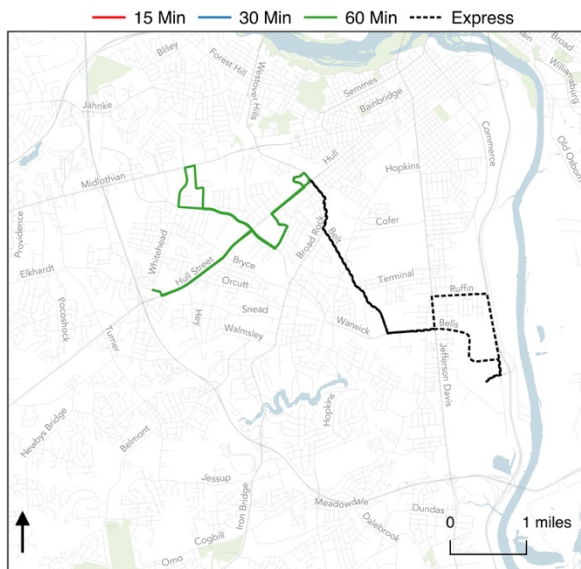 15 Min 30 Min 60 Min Express
Bliley
Forest Hill
Westover Hills
Broad
Williamsburg
Jahnke
Semmes
Bainbridge
Commerce
Old Osborn
Hull
Midlothian
Hopkins
Providence
Whitehead
Broad Rock
Belt
Cofer
Elkhardt
Hull Street
Bryce
Orcutt
Terminal
Pocoshock
Ruffin
Hey
Snead
Walmsley
Warwick
Bells
Turner
Jefferson Davis
Newbys Bridge
Belmont
Hopkins
Jessup
Iron Bridge
Meadowdale
Dundas
Dalebrook
Cogbill
Omo
0 1 miles